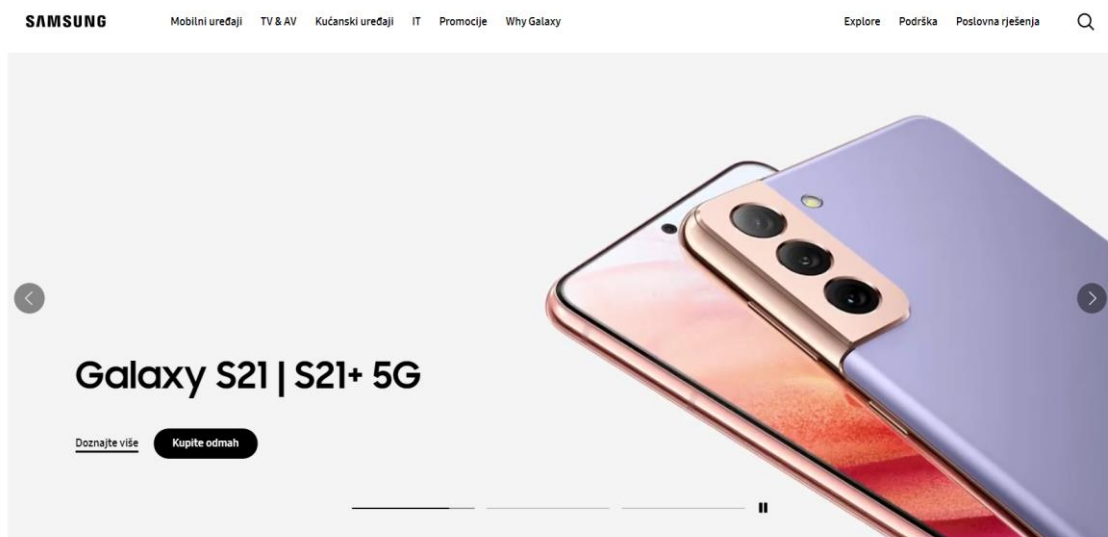 SAMSUNG Mobilni uređaji TV & AV Kućanski uređaji IT Promocije Why Galaxy Explore Podrška Poslovna rješenja
Galaxy S21 | S21+ 5G
Doznajte više Kupite odmah